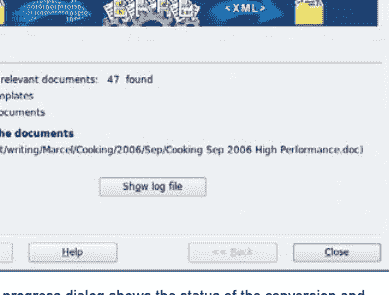 <XML>
relevant documents: 47 found
mplates
ocuments
he documents
t/writing/Marcel/Cooking/2006/Sep/Cooking Sep 2006 High Performance.doc)
Show log file
Help
<< Back
Close
progress dialog shows the status of the conversion and